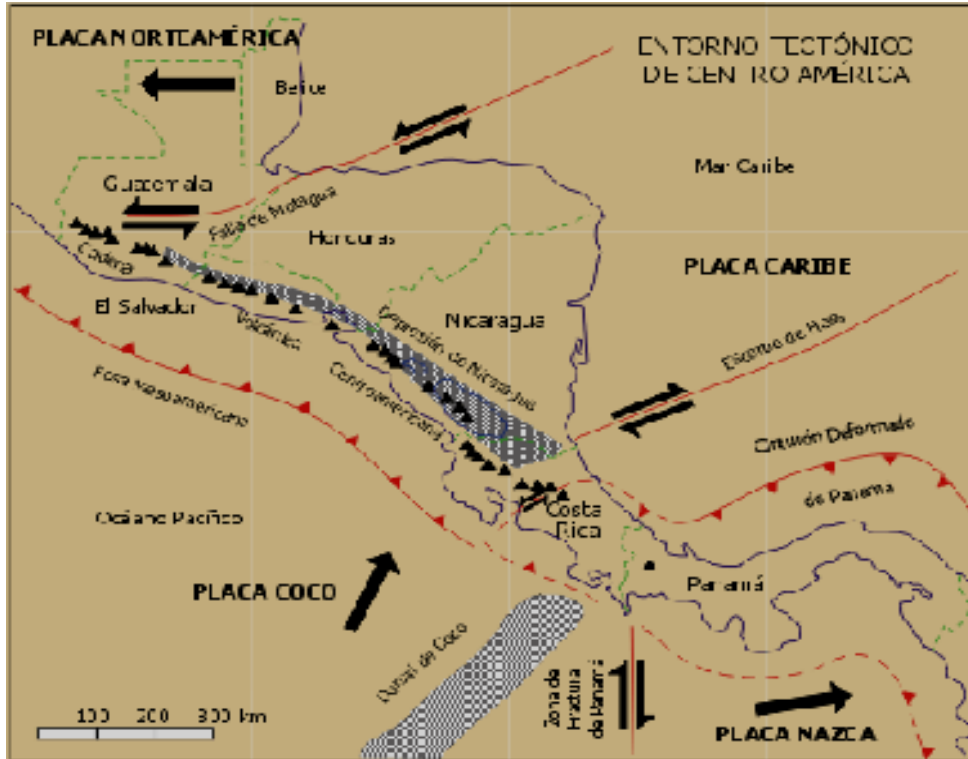 PLACA NORTEAMÉRICA
ENTORNO TECTÓNICO
DE CENTRO AMÉRICA
Belice
Mar Caribe
Guatemala
Falla de Motagua
Honduras
PLACA CARIBE
Cadena
El Salvador
Volcánica
Nicaragua
Depresión de Nicaragua
Escarpe de Hess
Fosa Mesoamericana
Centroamericana
Cinturón Deformado
de Panamá
Océano Pacífico
Costa
Rica
Panamá
PLACA COCO
Dorsal de Coco
Zona de
Fractura
de Panamá
100 200 300 km
PLACA NAZCA